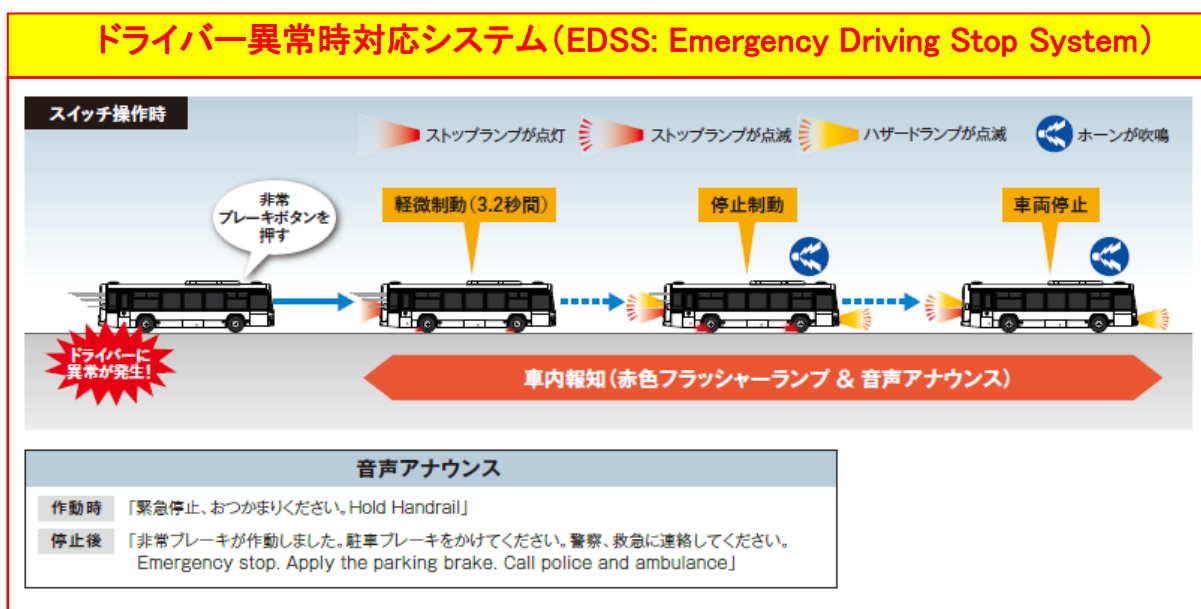 ドライバー異常時対応システム(EDSS: Emergency Driving Stop System)
スイッチ操作時
ストップランプが点灯
ストップランプが点滅
ハザードランプが点滅
ホーンが吹鳴
非常
ブレーキボタンを
押す
軽微制動(3.2秒間)
停止制動
車両停止
ドライバーに
異常が発生!
車内報知(赤色フラッシャーランプ & 音声アナウンス)
音声アナウンス
作動時 「緊急停止、おつかまりください。Hold Handrail」
停止後 「非常ブレーキが作動しました。駐車ブレーキをかけてください。警察、救急に連絡してください。
Emergency stop. Apply the parking brake. Call police and ambulance」